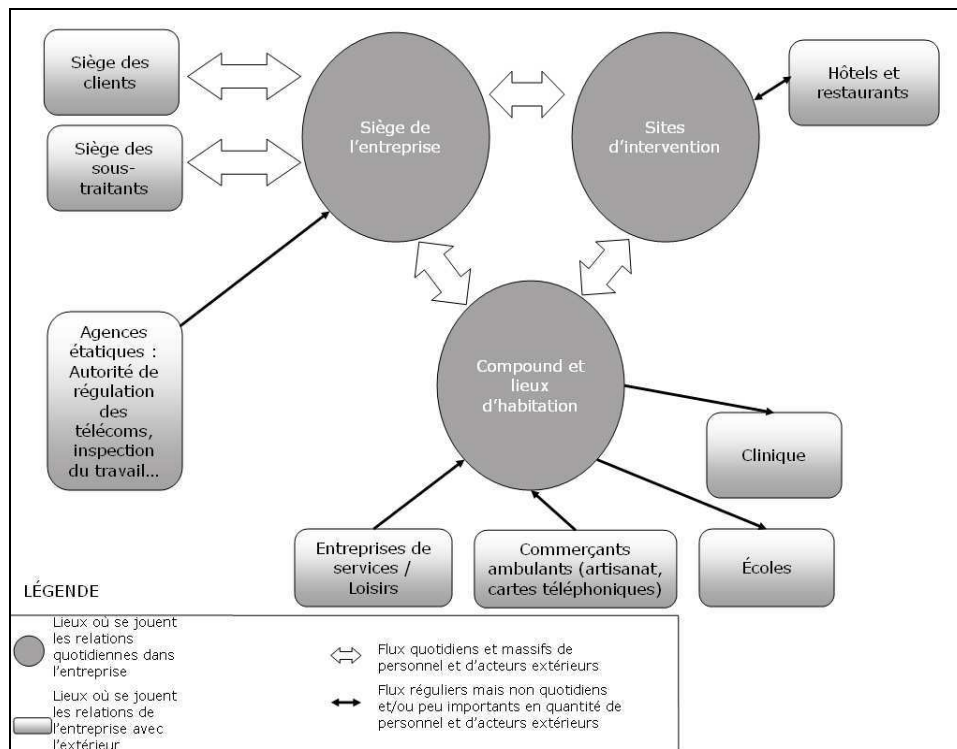 Siège des
clients
Siège des
sous-
traitants
Siège de
l'entreprise
Sites
d'intervention
Hôtels et
restaurants
Agences
étatiques :
Autorité de
régulation
des
télécoms,
inspection
du travail...
Compound et
lieux
d'habitation
Clinique
Entreprises de
services /
Loisirs
Commerçants
ambulants (artisanat,
cartes téléphoniques)
Écoles
LÉGENDE
Lieux où se jouent
les relations
quotidiennes dans
l'entreprise
Lieux où se jouent
les relations de
l'entreprise avec
l'extérieur
Flux quotidiens et massifs de
personnel et d'acteurs extérieurs
Flux réguliers mais non quotidiens
et/ou peu importants en quantité de
personnel et d'acteurs extérieurs